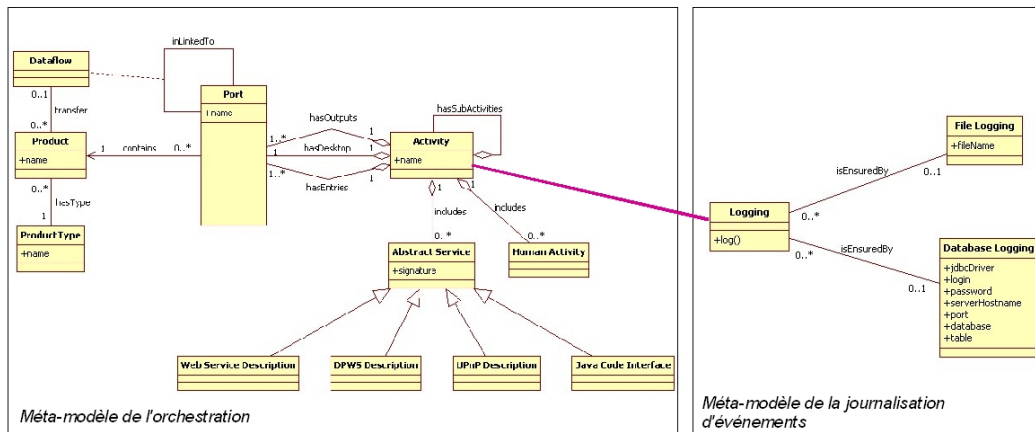 inLinkedTo
Dataflow
Port
+name
0..1
transfer
0..*
Product
+name
1
contains
0..*
0..*
hasType
1
ProductType
+name
hasOutputs
1..*
1
hasDesktop
1
1
hasEntries
1..*
1
hasSubActivities
Activity
+name
1
1
includes
includes
0..*
0..*
Abstract Service
+signature
Human Activity
Web Service Description
DPWS Description
UPnP Description
Java Code Interface
Méta-modèle de l'orchestration
File Logging
+fileName
isEnsuredBy
0..1
0..*
Logging
+log()
isEnsuredBy
0..*
0..1
Database Logging
+jdbcDriver
+login
+password
+serverHostname
+port
+database
+table
Méta-modèle de la journalisation
d'événements